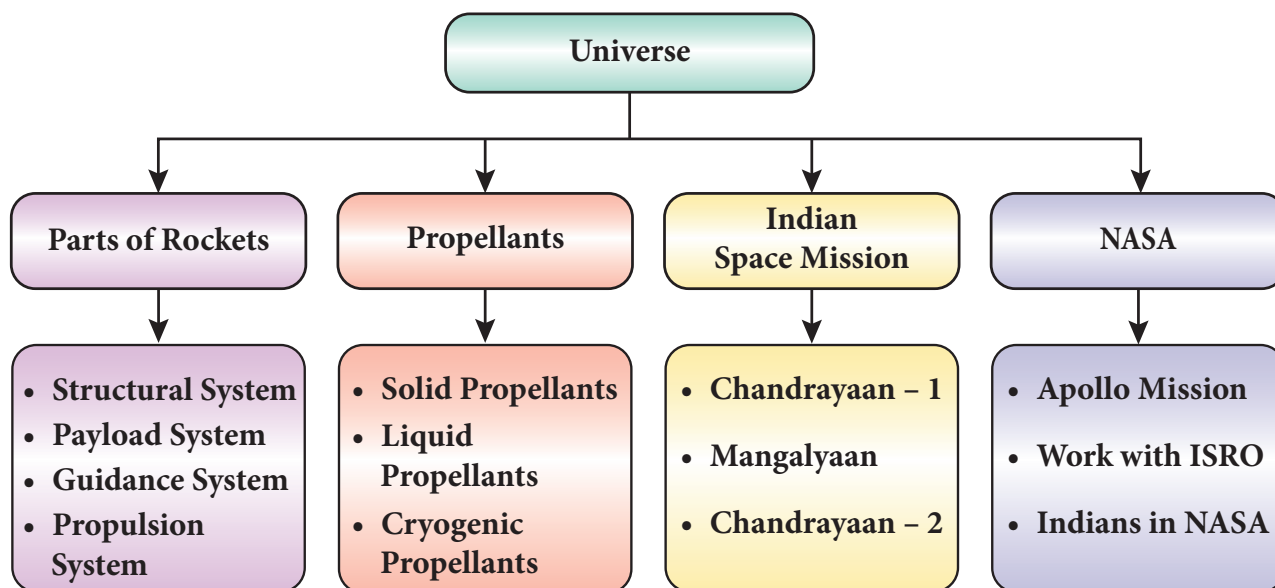 Universe
Parts of Rockets
Propellants
Indian
Space Mission
NASA
• Structural System
• Payload System
• Guidance System
• Propulsion
System
• Solid Propellants
• Liquid
Propellants
• Cryogenic
Propellants
• Chandrayaan – 1
• Mangalyaan
• Chandrayaan – 2
• Apollo Mission
• Work with ISRO
• Indians in NASA